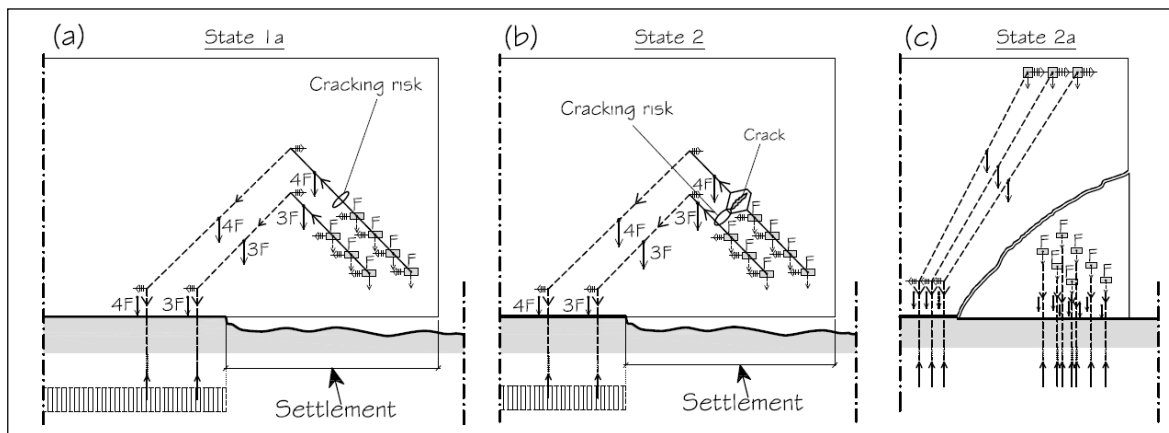 (a)
State 1a
Cracking risk
4F
F
F
3F
F
F
F
F
F
4F
3F
4F
3F
Settlement
(b)
State 2
Cracking risk
Crack
4F
F
3F
F
F
F
F
F
F
4F
3F
4F
3F
Settlement
(c)
State 2a
F
F
F
F
F
F
F